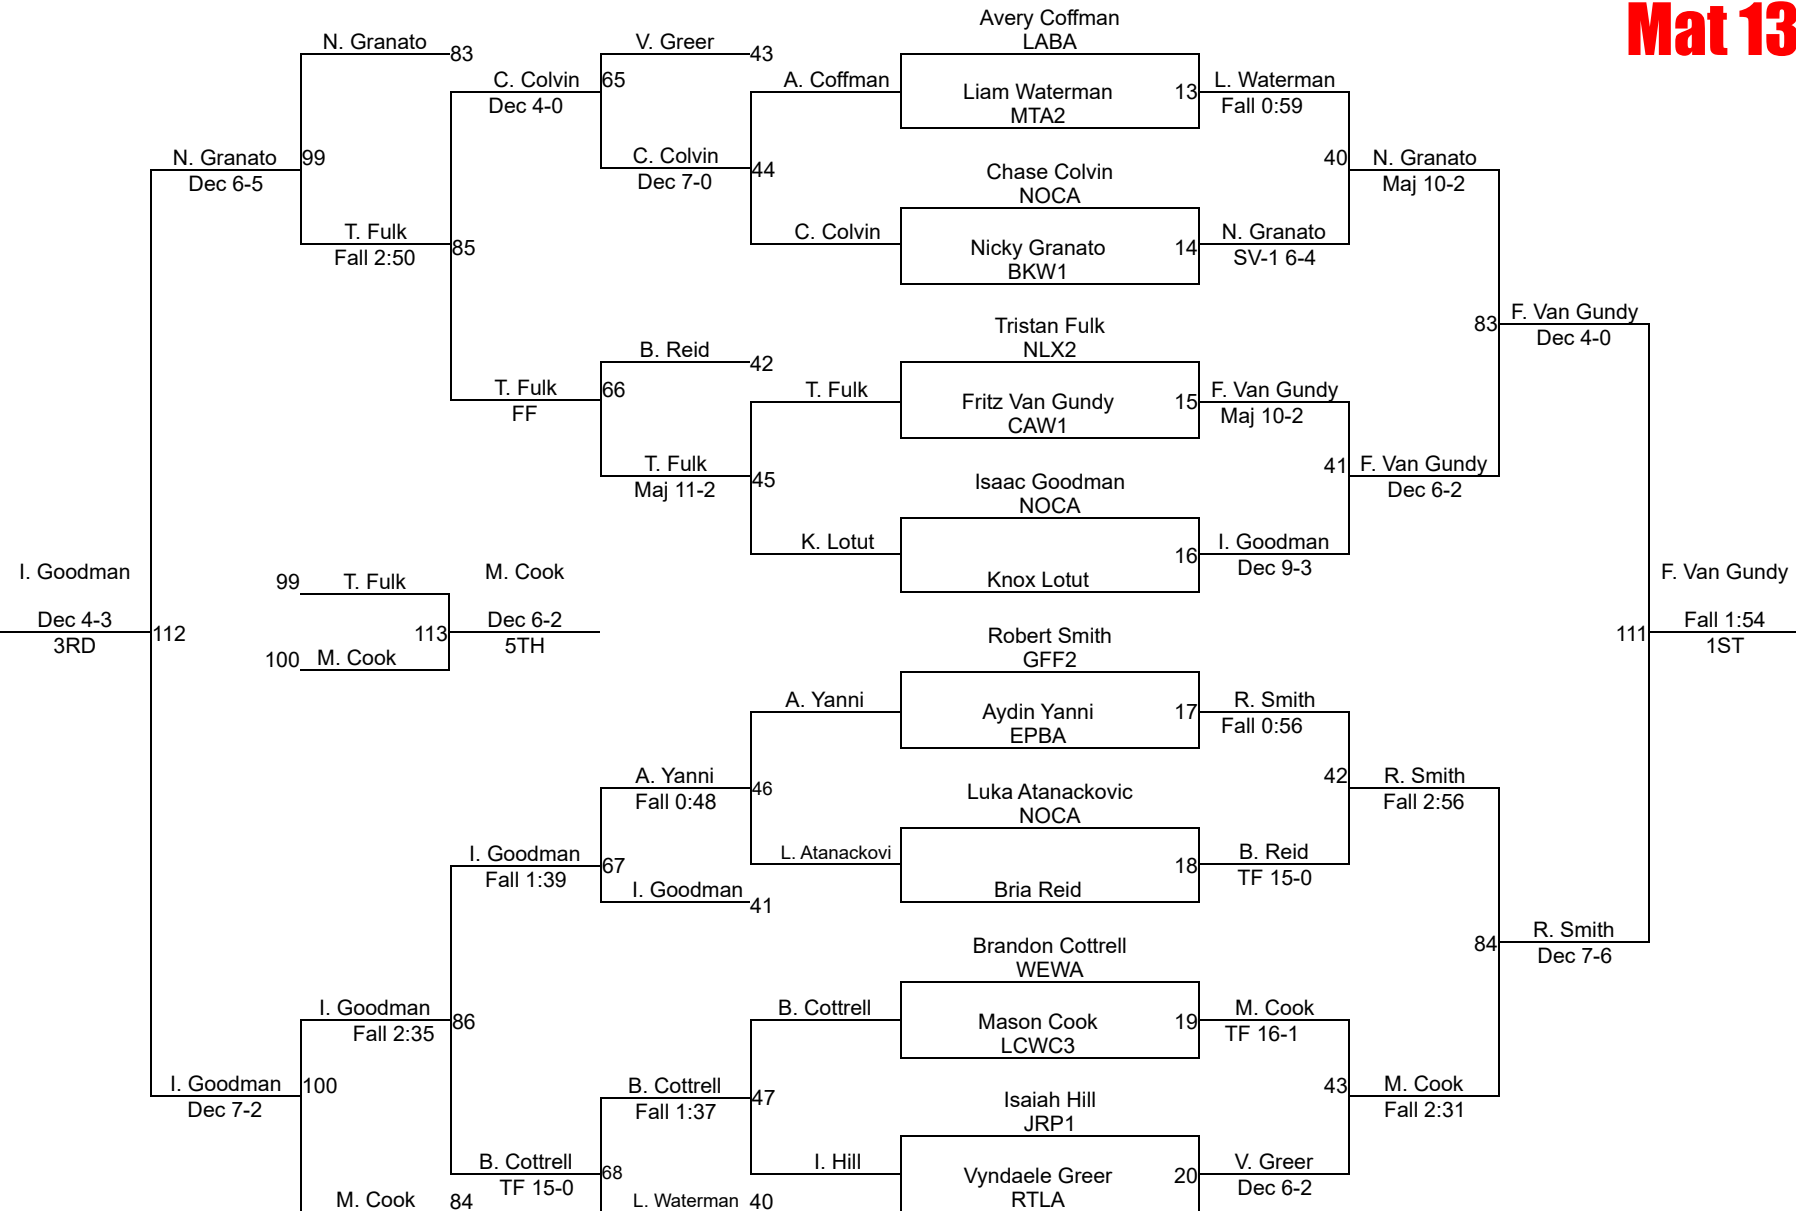 Mat 13
Avery Coffman
LABA
N. Granato
83
V. Greer
43
C. Colvin
65
Dec 4-0
A. Coffman
Liam Waterman
MTA2
13
L. Waterman
Fall 0:59
N. Granato
99
Dec 6-5
C. Colvin
Dec 7-0
44
Chase Colvin
NOCA
40
N. Granato
Maj 10-2
T. Fulk
Fall 2:50
85
C. Colvin
Nicky Granato
BKW1
14
N. Granato
SV-1 6-4
Tristan Fulk
NLX2
83
F. Van Gundy
Dec 4-0
B. Reid
42
T. Fulk
66
FF
T. Fulk
Fritz Van Gundy
CAW1
15
F. Van Gundy
Maj 10-2
T. Fulk
Maj 11-2
45
Isaac Goodman
NOCA
41
F. Van Gundy
Dec 6-2
K. Lotut
Knox Lotut
16
I. Goodman
Dec 9-3
I. Goodman
Dec 4-3
3RD
112
99
T. Fulk
100
M. Cook
113
M. Cook
Dec 6-2
5TH
F. Van Gundy
111
Fall 1:54
1ST
Robert Smith
GFF2
A. Yanni
Aydin Yanni
EPBA
17
R. Smith
Fall 0:56
A. Yanni
Fall 0:48
46
Luka Atanackovic
NOCA
42
R. Smith
Fall 2:56
I. Goodman
Fall 1:39
67
L. Atanackovi
Bria Reid
18
B. Reid
TF 15-0
I. Goodman
41
Brandon Cottrell
WEWA
84
R. Smith
Dec 7-6
I. Goodman
Fall 2:35
86
B. Cottrell
Mason Cook
LCWC3
19
M. Cook
TF 16-1
I. Goodman
Dec 7-2
100
B. Cottrell
Fall 1:37
47
Isaiah Hill
JRP1
43
M. Cook
Fall 2:31
B. Cottrell
TF 15-0
68
I. Hill
Vyndaele Greer
RTLA
20
V. Greer
Dec 6-2
M. Cook
84
L. Waterman
40